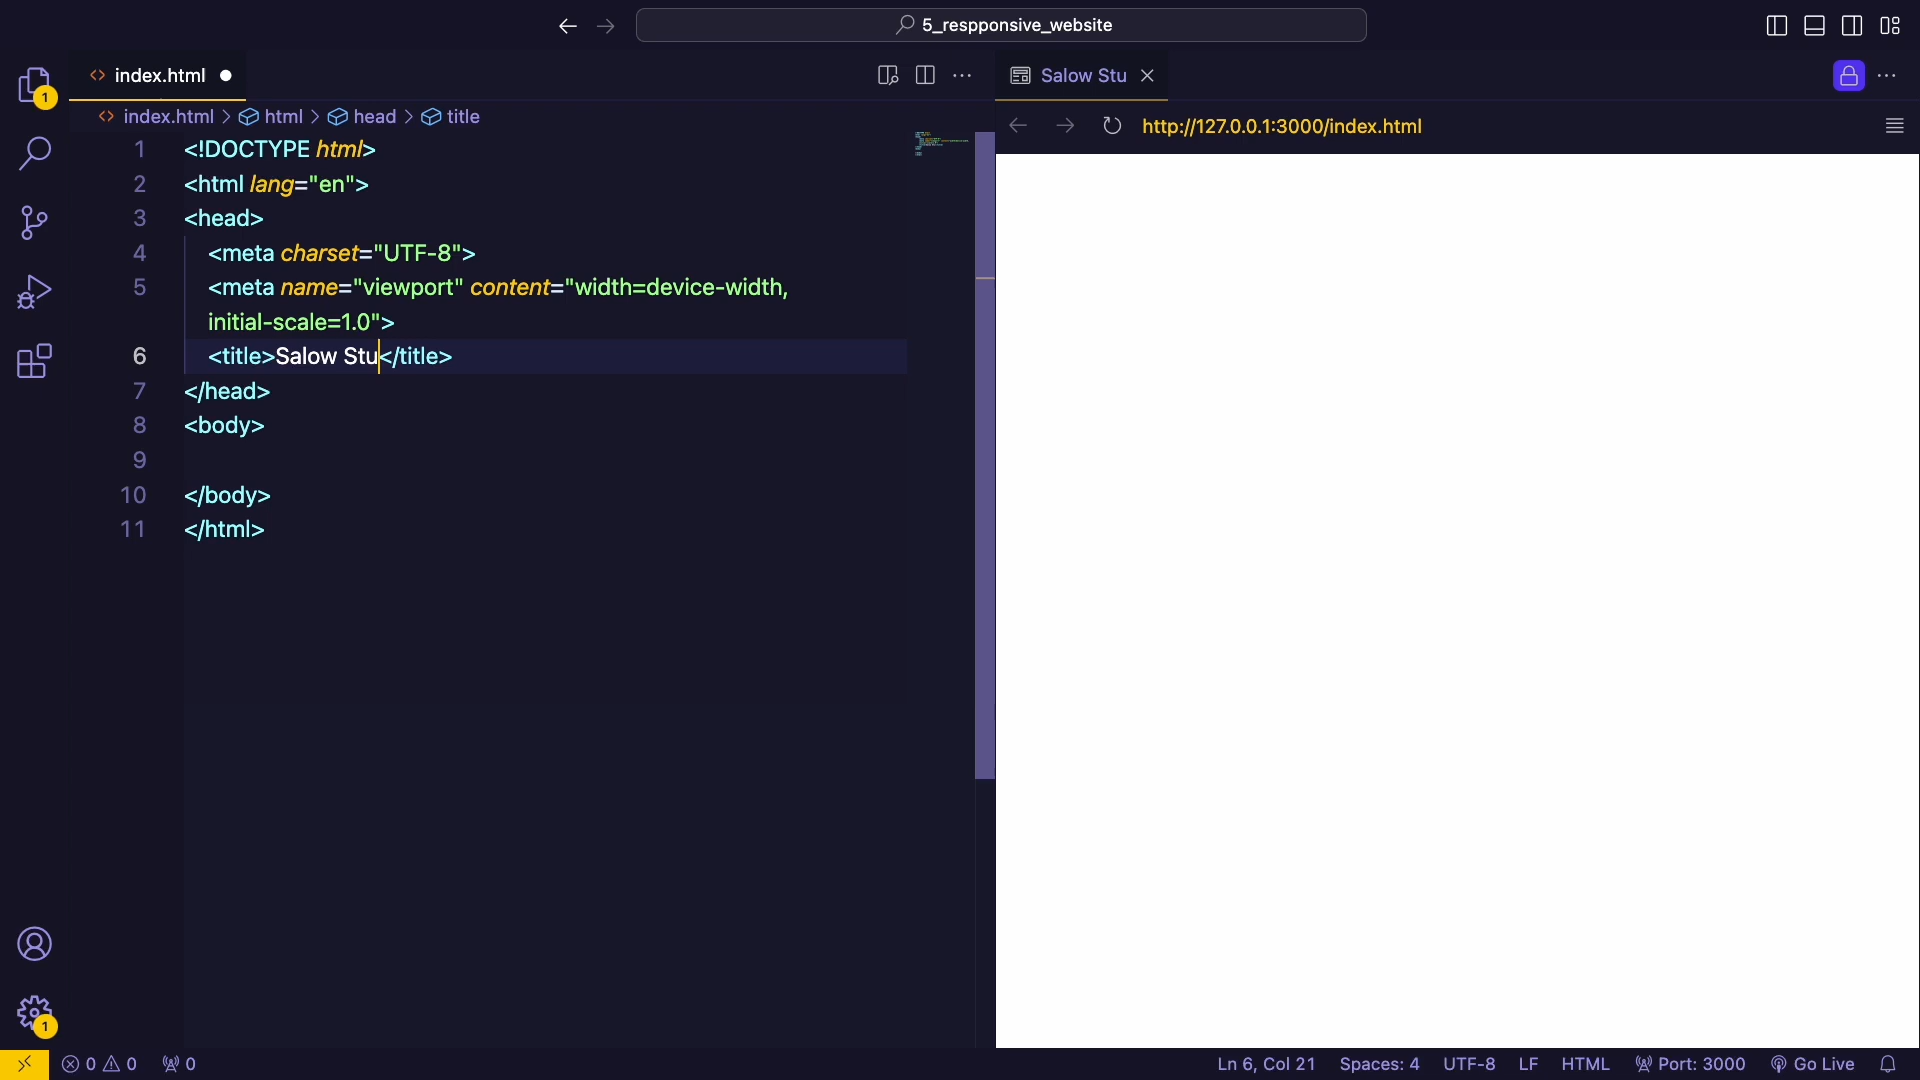 5_respponsive_website
1
index.html
Salow Stu
index.html > html > head > title
http://127.0.0.1:3000/index.html
1 <!DOCTYPE html>
2 <html lang="en">
3 <head>
4 <meta charset="UTF-8">
5 <meta name="viewport" content="width=device-width,
initial-scale=1.0">
6 <title>Salow Stu</title>
7 </head>
8 <body>
9
10 </body>
11 </html>
1
0 0 0
Ln 6, Col 21 Spaces: 4 UTF-8 LF HTML Port: 3000 Go Live